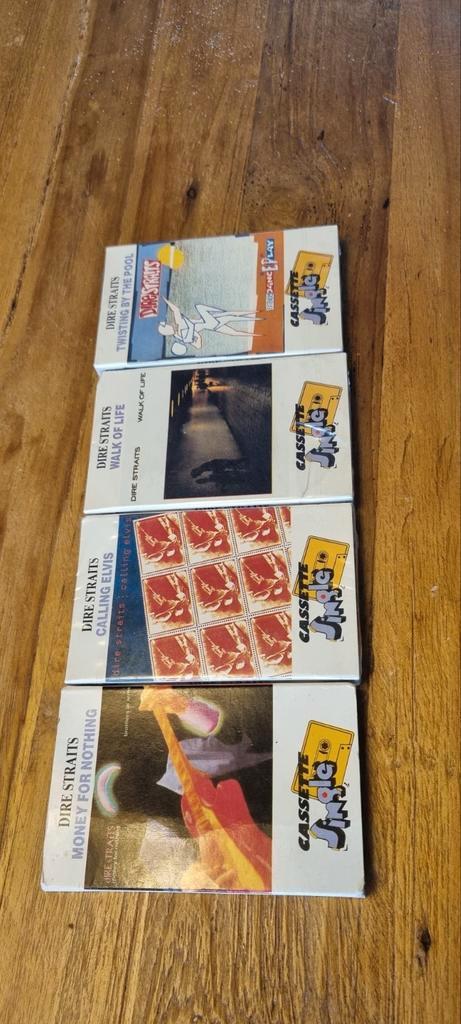 DIRE STRAITS
TWISTING BY THE POOL
DIRE STRAITS
CASSETTE
Single
DIRE STRAITS
WALK OF LIFE
DIRE STRAITS
WALK OF LIFE
CASSETTE
Single
DIRE STRAITS
CALLING ELVIS
dire straits : calling elvis
CASSETTE
Single
DIRE STRAITS
MONEY FOR NOTHING
DIRE STRAITS
CASSETTE
Single